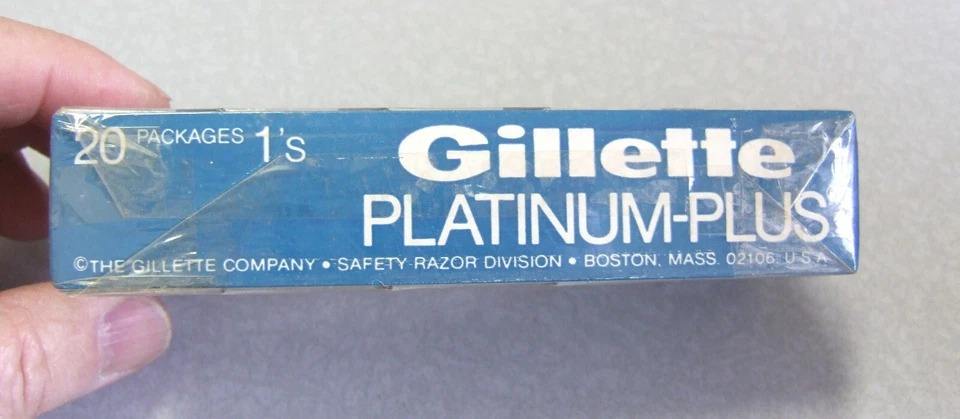 20 PACKAGES 1's
Gillette
PLATINUM-PLUS
©THE GILLETTE COMPANY • SAFETY RAZOR DIVISION • BOSTON, MASS. 02106 U S A